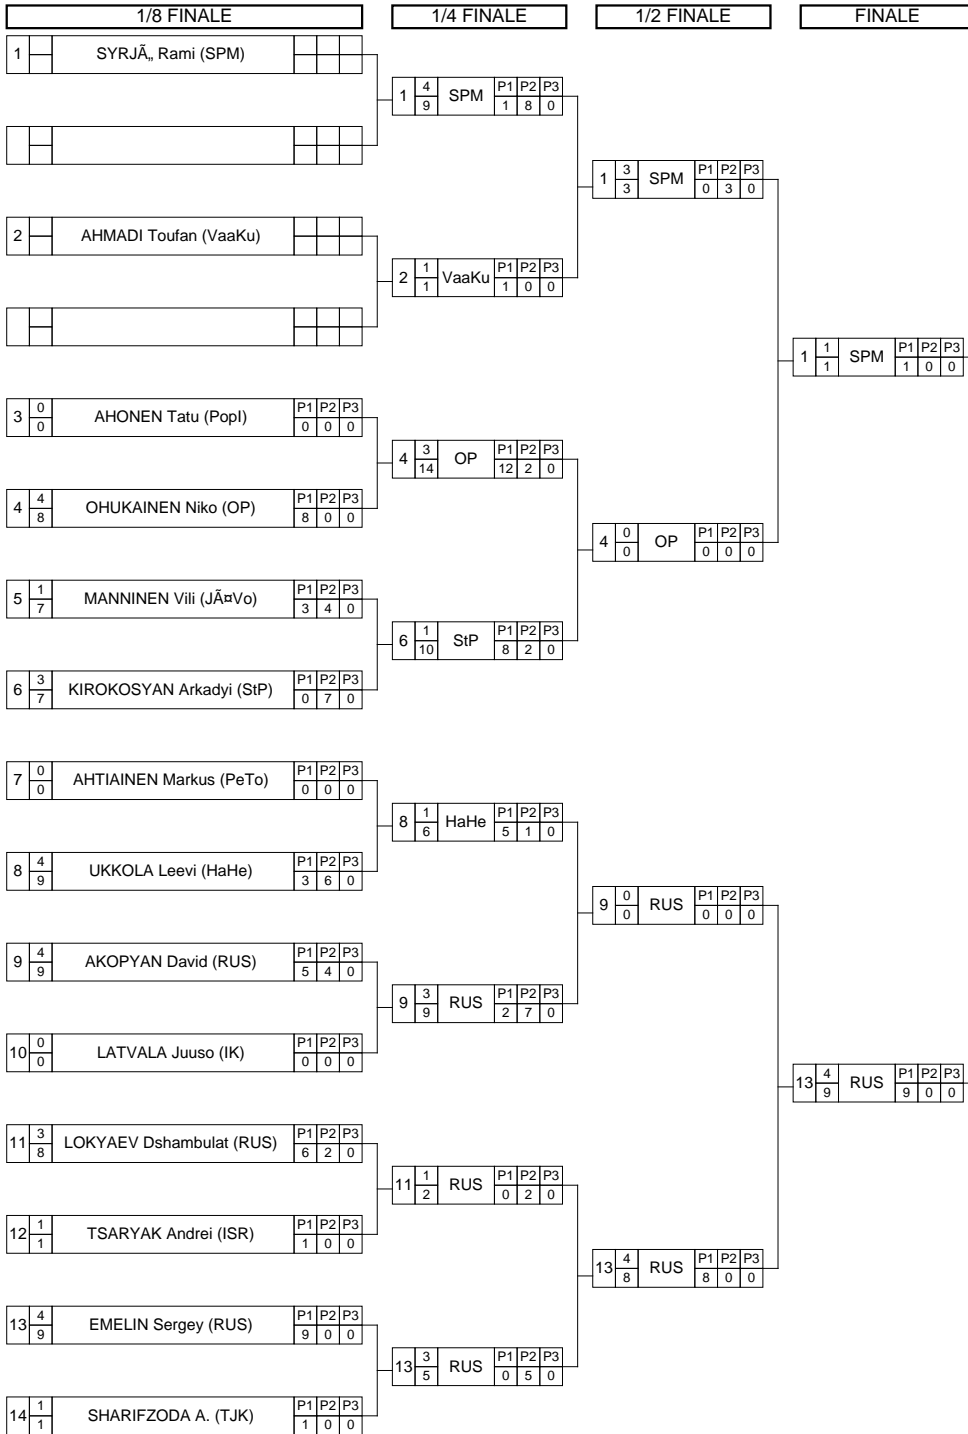 1/8 FINALE 1/4 FINALE 1/2 FINALE FINALE
1 SYRJÃ„ Rami (SPM)
1 4 9 SPM P1 P2 P3 1 8 0
1 3 3 SPM P1 P2 P3 0 3 0
2 AHMADI Toufan (VaaKu)
2 1 1 VaaKu P1 P2 P3 1 0 0
1 1 1 SPM P1 P2 P3 1 0 0
3 0 0 AHONEN Tatu (PopI) P1 P2 P3 0 0 0
4 3 14 OP P1 P2 P3 12 2 0
4 4 8 OHUKAINEN Niko (OP) P1 P2 P3 8 0 0
4 0 0 OP P1 P2 P3 0 0 0
5 1 7 MANNINEN Vili (JÃ¤Vo) P1 P2 P3 3 4 0
6 1 10 StP P1 P2 P3 8 2 0
6 3 7 KIROKOSYAN Arkadyi (StP) P1 P2 P3 0 7 0
7 0 0 AHTIAINEN Markus (PeTo) P1 P2 P3 0 0 0
8 1 6 HaHe P1 P2 P3 5 1 0
8 4 9 UKKOLA Leevi (HaHe) P1 P2 P3 3 6 0
9 0 0 RUS P1 P2 P3 0 0 0
9 4 9 AKOPYAN David (RUS) P1 P2 P3 5 4 0
9 3 9 RUS P1 P2 P3 2 7 0
10 0 0 LATVALA Juuso (IK) P1 P2 P3 0 0 0
13 4 9 RUS P1 P2 P3 9 0 0
11 3 8 LOKYAEV Dshambulat (RUS) P1 P2 P3 6 2 0
11 1 2 RUS P1 P2 P3 0 2 0
12 1 1 TSARYAK Andrei (ISR) P1 P2 P3 1 0 0
13 4 8 RUS P1 P2 P3 8 0 0
13 4 9 EMELIN Sergey (RUS) P1 P2 P3 9 0 0
13 3 5 RUS P1 P2 P3 0 5 0
14 1 1 SHARIFZODA A. (TJK) P1 P2 P3 1 0 0